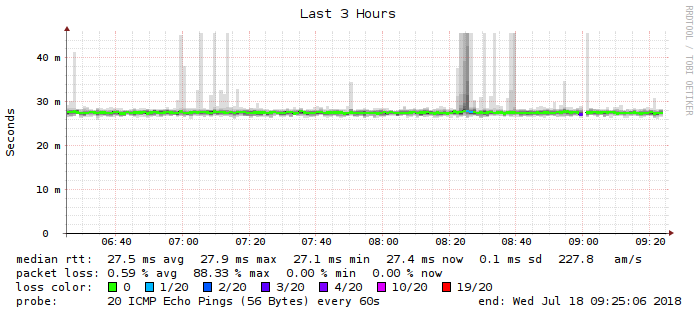 Last 3 Hours
RRDTOOL / TOBI OETIKER
Seconds
40 m
30 m
20 m
10 m
0
06:40 07:00 07:20 07:40 08:00 08:20 08:40 09:00 09:20
median rtt: 27.5 ms avg 27.9 ms max 27.1 ms min 27.4 ms now 0.1 ms sd 227.8 am/s
packet loss: 0.59 % avg 88.33 % max 0.00 % min 0.00 % now
loss color: 0 1/20 2/20 3/20 4/20 10/20 19/20
probe: 20 ICMP Echo Pings (56 Bytes) every 60s end: Wed Jul 18 09:25:06 2018